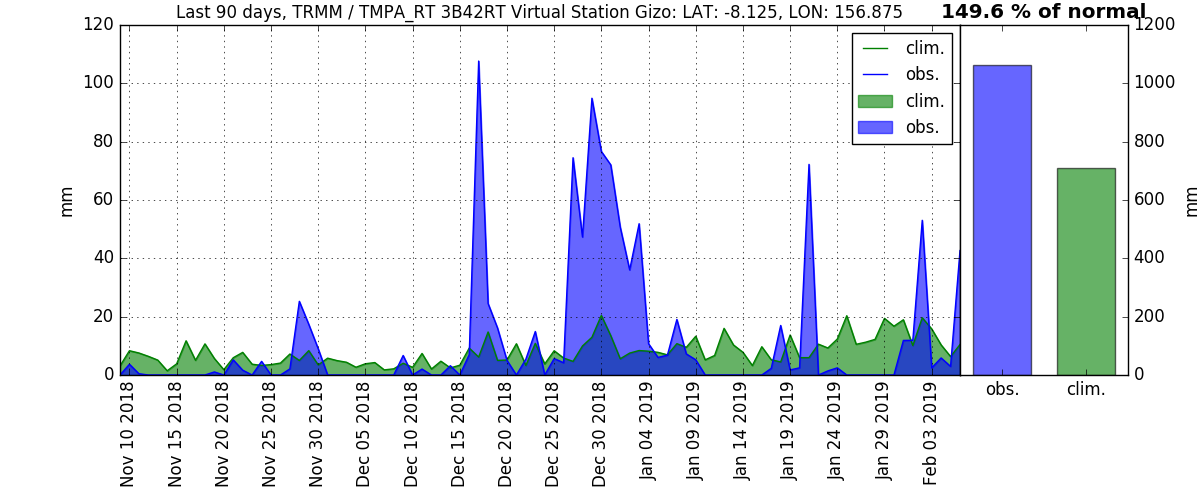 Last 90 days, TRMM / TMPA_RT 3B42RT Virtual Station Gizo: LAT: -8.125, LON: 156.875
149.6 % of normal
120
100
80
60
40
20
0
mm
clim.
obs.
clim.
obs.
1200
1000
800
600
400
200
0
mm
Nov 10 2018
Nov 15 2018
Nov 20 2018
Nov 25 2018
Nov 30 2018
Dec 05 2018
Dec 10 2018
Dec 15 2018
Dec 20 2018
Dec 25 2018
Dec 30 2018
Jan 04 2019
Jan 09 2019
Jan 14 2019
Jan 19 2019
Jan 24 2019
Jan 29 2019
Feb 03 2019
obs.
clim.